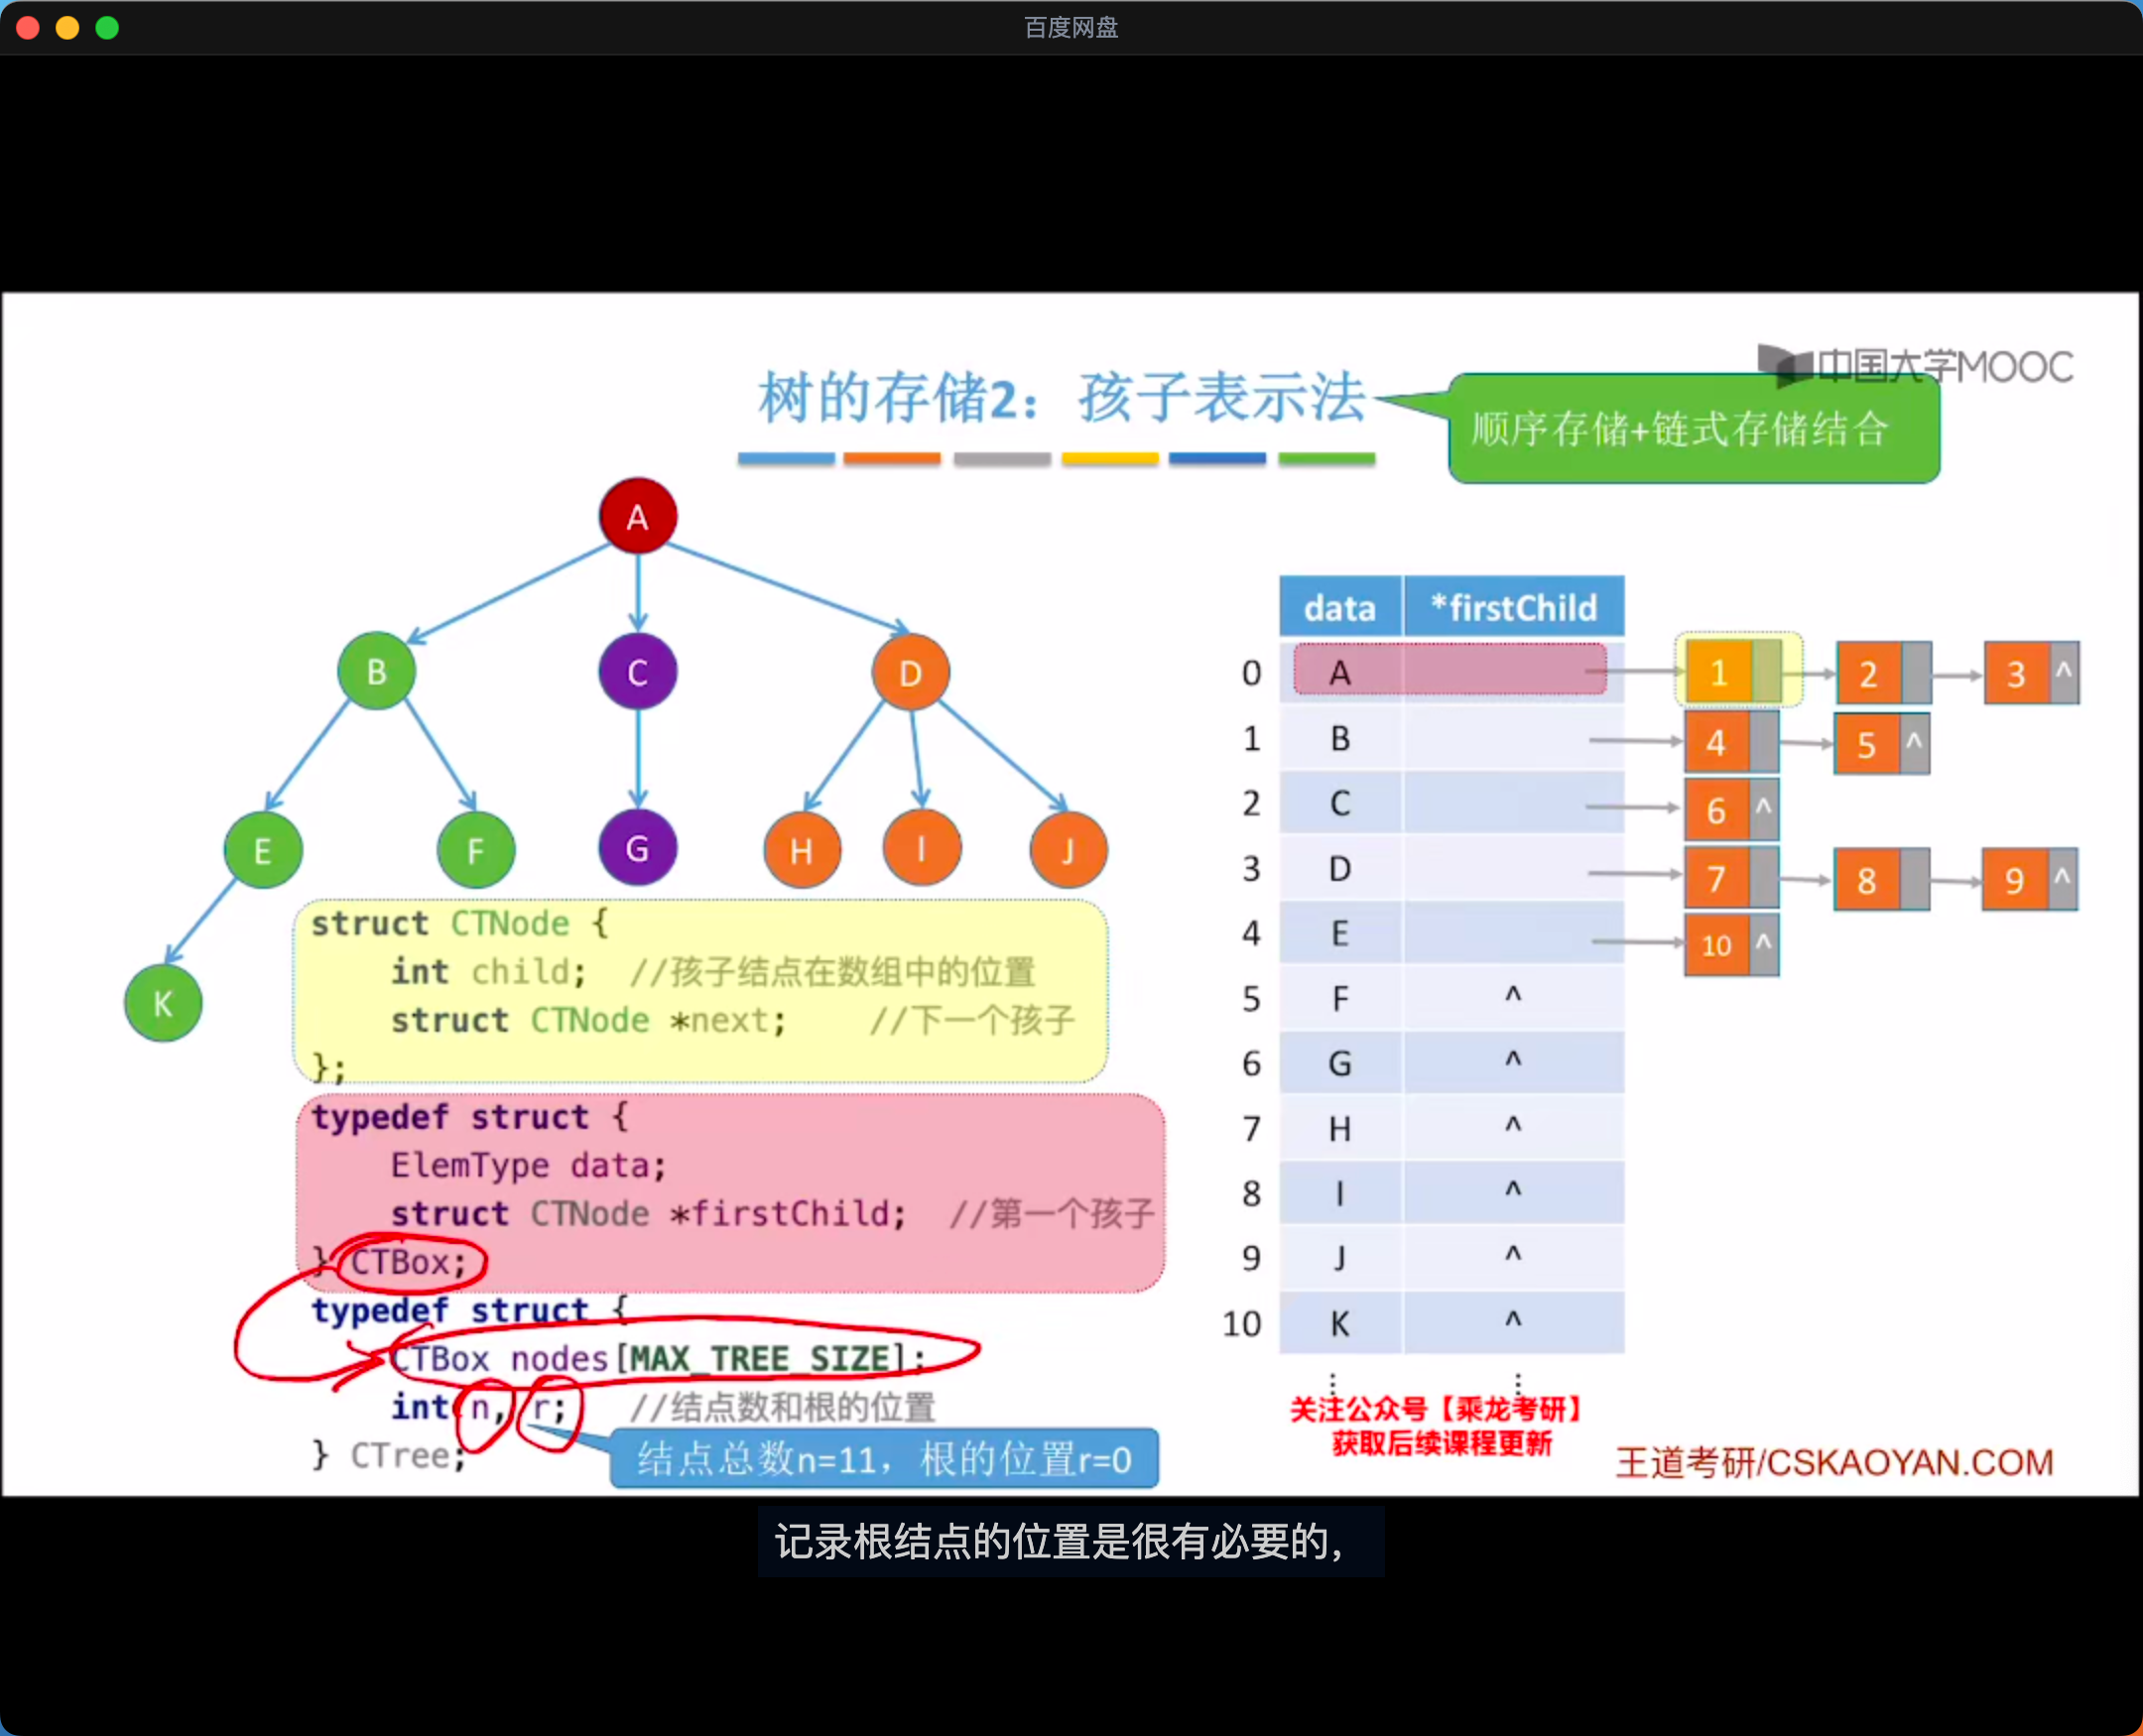 百度网盘
中国大学MOOC
树的存储2：孩子表示法
顺序存储+链式存储结合
A
B
C
D
E
F
G
H
I
J
K
struct CTNode {
int child; //孩子结点在数组中的位置
struct CTNode *next; //下一个孩子
};
typedef struct {
ElemType data;
struct CTNode *firstChild; //第一个孩子
} CTBox;
typedef struct {
CTBox nodes[MAX_TREE_SIZE];
int n, r; //结点数和根的位置
} CTree;
结点总数n=11，根的位置r=0
data *firstChild
0 A 1 2 3 ^
1 B 4 5 ^
2 C 6 ^
3 D 7 8 9 ^
4 E 10 ^
5 F ^
6 G ^
7 H ^
8 I ^
9 J ^
10 K ^
⋮ ⋮
关注公众号【乘龙考研】
获取后续课程更新
王道考研/CSKAOYAN.COM
记录根结点的位置是很有必要的，